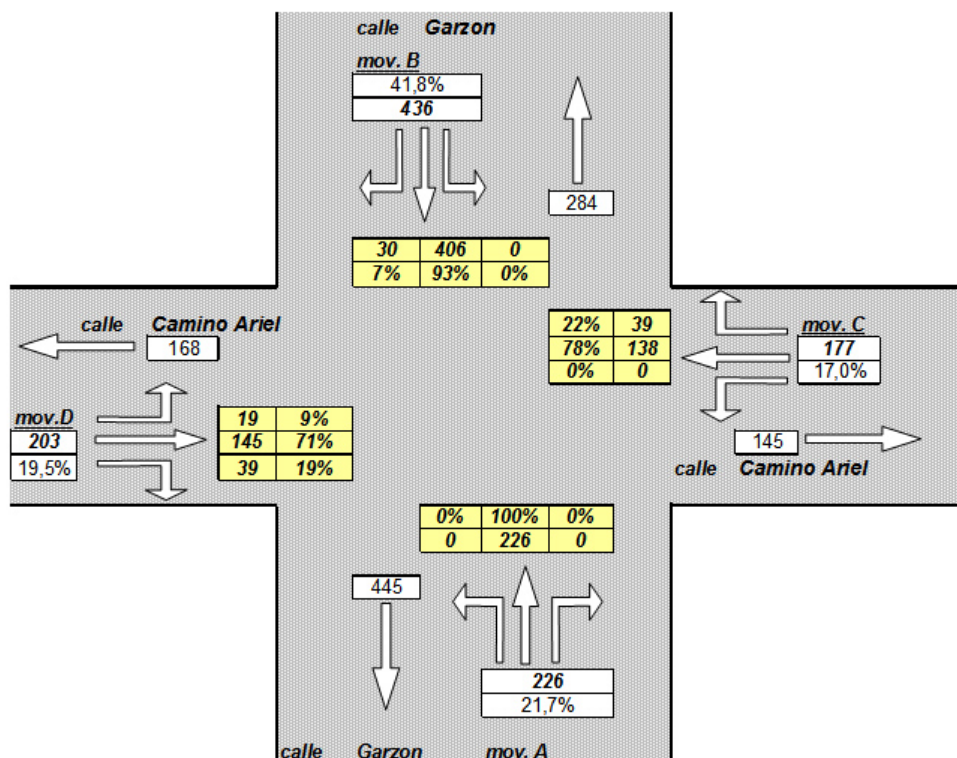 calle Garzon
mov. B
41,8%
436
284
30 406 0
7% 93% 0%
calle Camino Ariel
168
22% 39
78% 138
0% 0
mov. C
177
17,0%
mov.D
203
19,5%
19 9%
145 71%
39 19%
145
calle Camino Ariel
0% 100% 0%
0 226 0
445
226
21,7%
calle Garzon mov. A